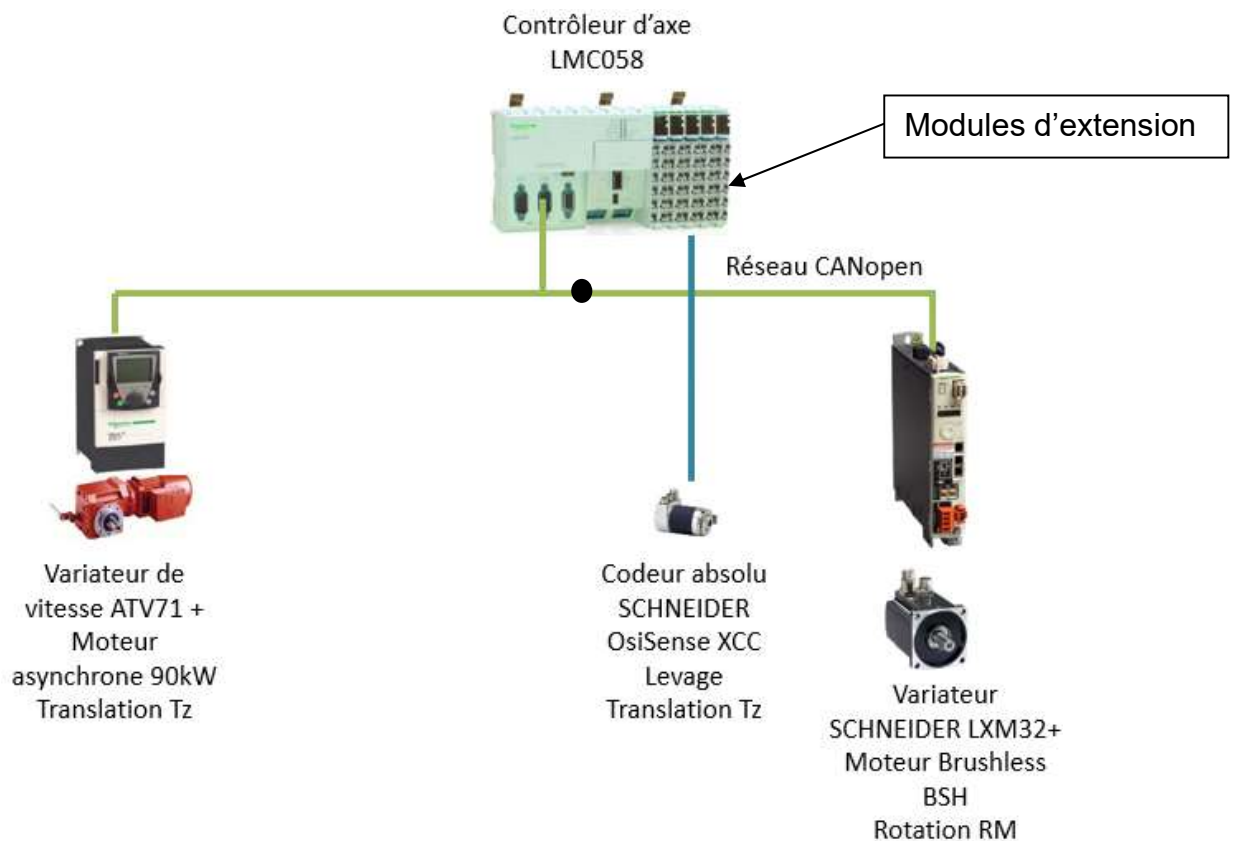 Contrôleur d'axe
LMC058
Modules d'extension
Réseau CANopen
Variateur de
vitesse ATV71 +
Moteur
asynchrone 90kW
Translation Tz
Codeur absolu
SCHNEIDER
OsiSense XCC
Levage
Translation Tz
Variateur
SCHNEIDER LXM32+
Moteur Brushless
BSH
Rotation RM